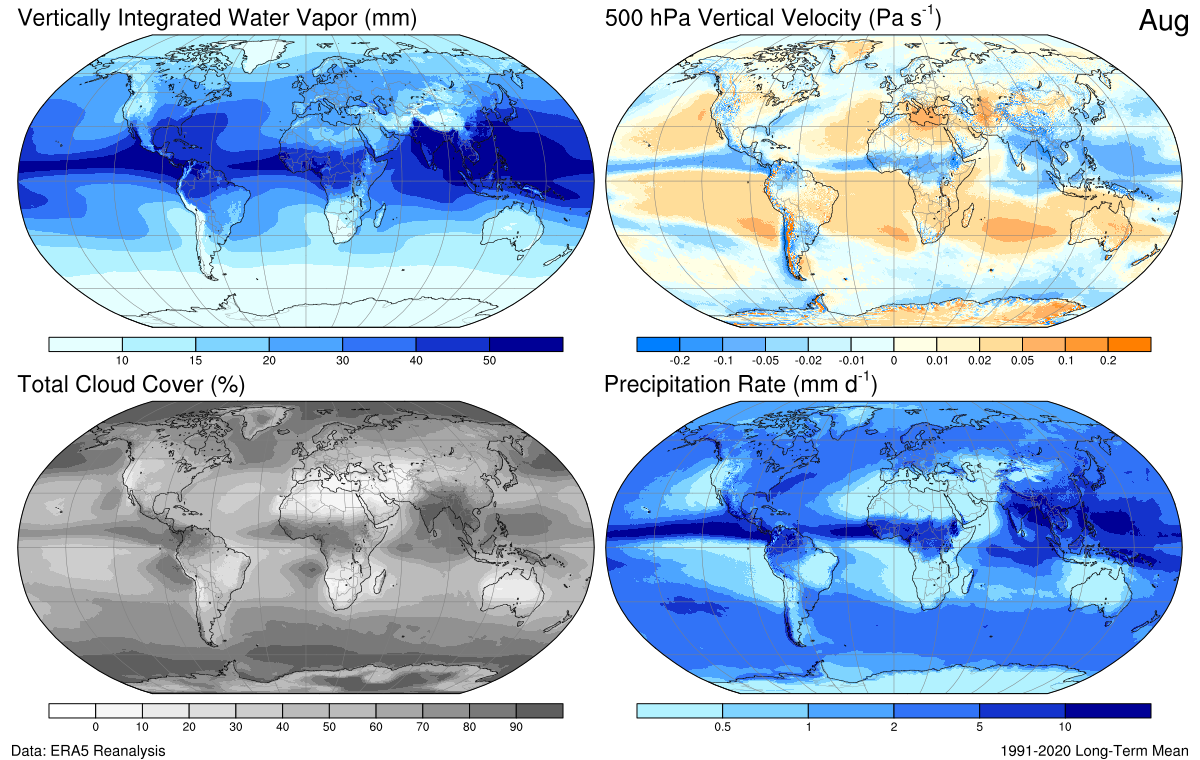 Vertically Integrated Water Vapor (mm)
500 hPa Vertical Velocity (Pa s⁻¹)
Aug
10 15 20 30 40 50
-0.2 -0.1 -0.05 -0.02 -0.01 0 0.01 0.02 0.05 0.1 0.2
Total Cloud Cover (%)
Precipitation Rate (mm d⁻¹)
0 10 20 30 40 50 60 70 80 90
0.5 1 2 5 10
Data: ERA5 Reanalysis
1991-2020 Long-Term Mean